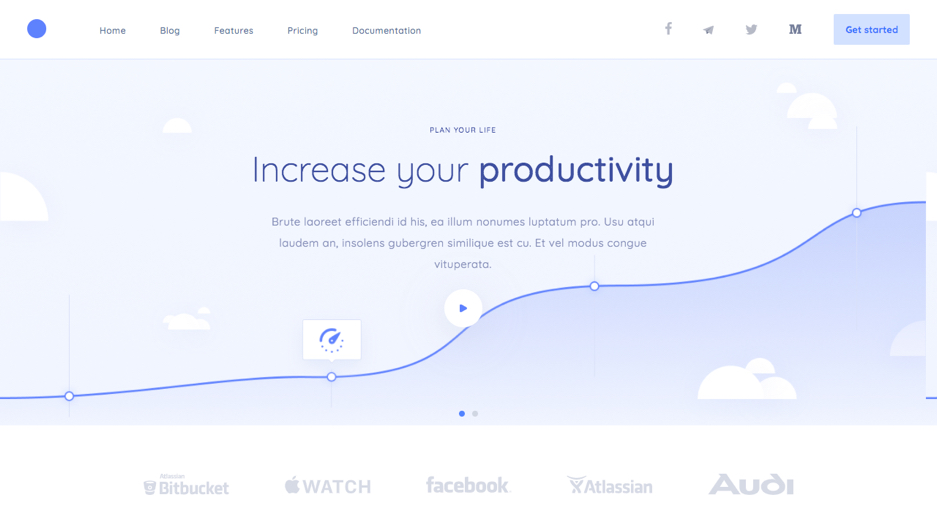 Home Blog Features Pricing Documentation M Get started
PLAN YOUR LIFE
Increase your productivity
Brute laoreet efficiendi id his, ea illum nonumes luptatum pro. Usu atqui
laudem an, insolens gubergren similique est cu. Et vel modus congue
vituperata.
Atlassian
Bitbucket WATCH facebook Atlassian Audi